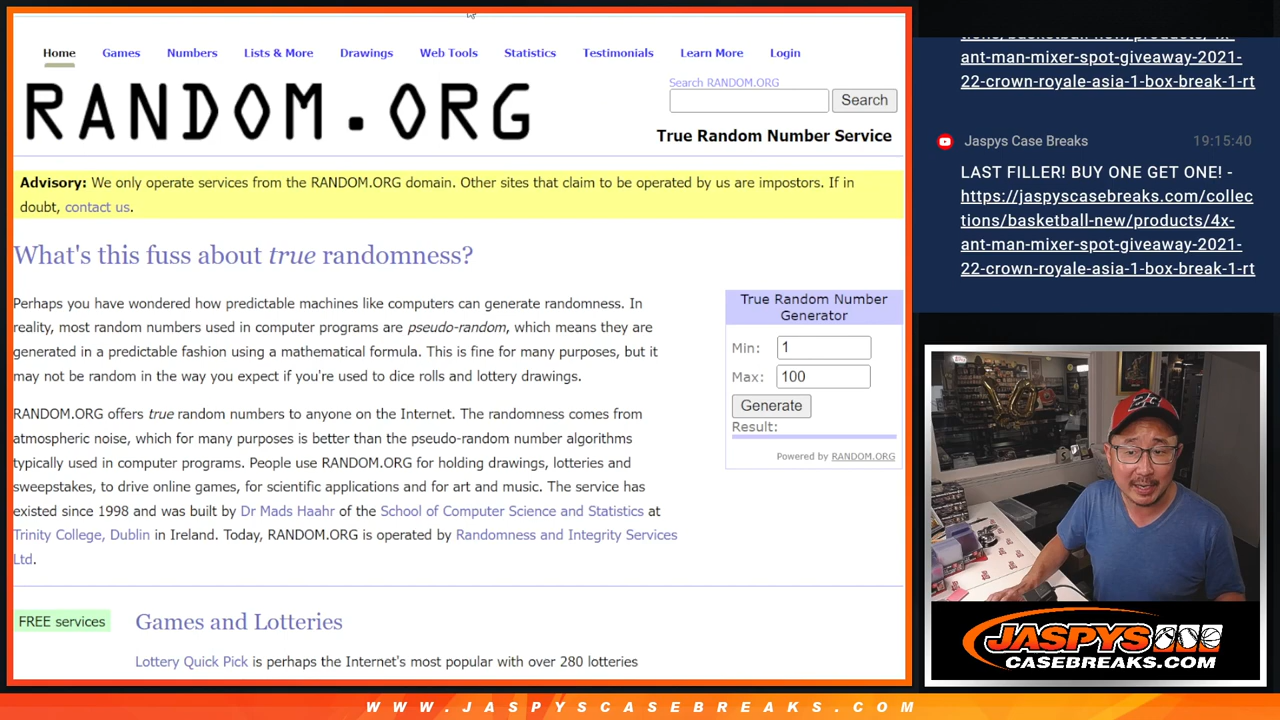 Home Games Numbers Lists & More Drawings Web Tools Statistics Testimonials Learn More Login
RANDOM.ORG
Search RANDOM.ORG
Search
True Random Number Service
Advisory: We only operate services from the RANDOM.ORG domain. Other sites that claim to be operated by us are impostors. If in
doubt, contact us.
What's this fuss about true randomness?
Perhaps you have wondered how predictable machines like computers can generate randomness. In
reality, most random numbers used in computer programs are pseudo-random, which means they are
generated in a predictable fashion using a mathematical formula. This is fine for many purposes, but it
may not be random in the way you expect if you're used to dice rolls and lottery drawings.
RANDOM.ORG offers true random numbers to anyone on the Internet. The randomness comes from
atmospheric noise, which for many purposes is better than the pseudo-random number algorithms
typically used in computer programs. People use RANDOM.ORG for holding drawings, lotteries and
sweepstakes, to drive online games, for scientific applications and for art and music. The service has
existed since 1998 and was built by Dr Mads Haahr of the School of Computer Science and Statistics at
Trinity College, Dublin in Ireland. Today, RANDOM.ORG is operated by Randomness and Integrity Services
Ltd.
True Random Number
Generator
Min: 1
Max: 100
Generate
Result:
Powered by RANDOM.ORG
FREE services
Games and Lotteries
Lottery Quick Pick is perhaps the Internet's most popular with over 280 lotteries
tions/basketball-new/products/4x-
ant-man-mixer-spot-giveaway-2021-
22-crown-royale-asia-1-box-break-1-rt
Jaspys Case Breaks 19:15:40
LAST FILLER! BUY ONE GET ONE! -
https://jaspyscasebreaks.com/collec
tions/basketball-new/products/4x-
ant-man-mixer-spot-giveaway-2021-
22-crown-royale-asia-1-box-break-1-rt
JASPYS
CASEBREAKS.COM
WWW.JASPYSCASEBREAKS.COM